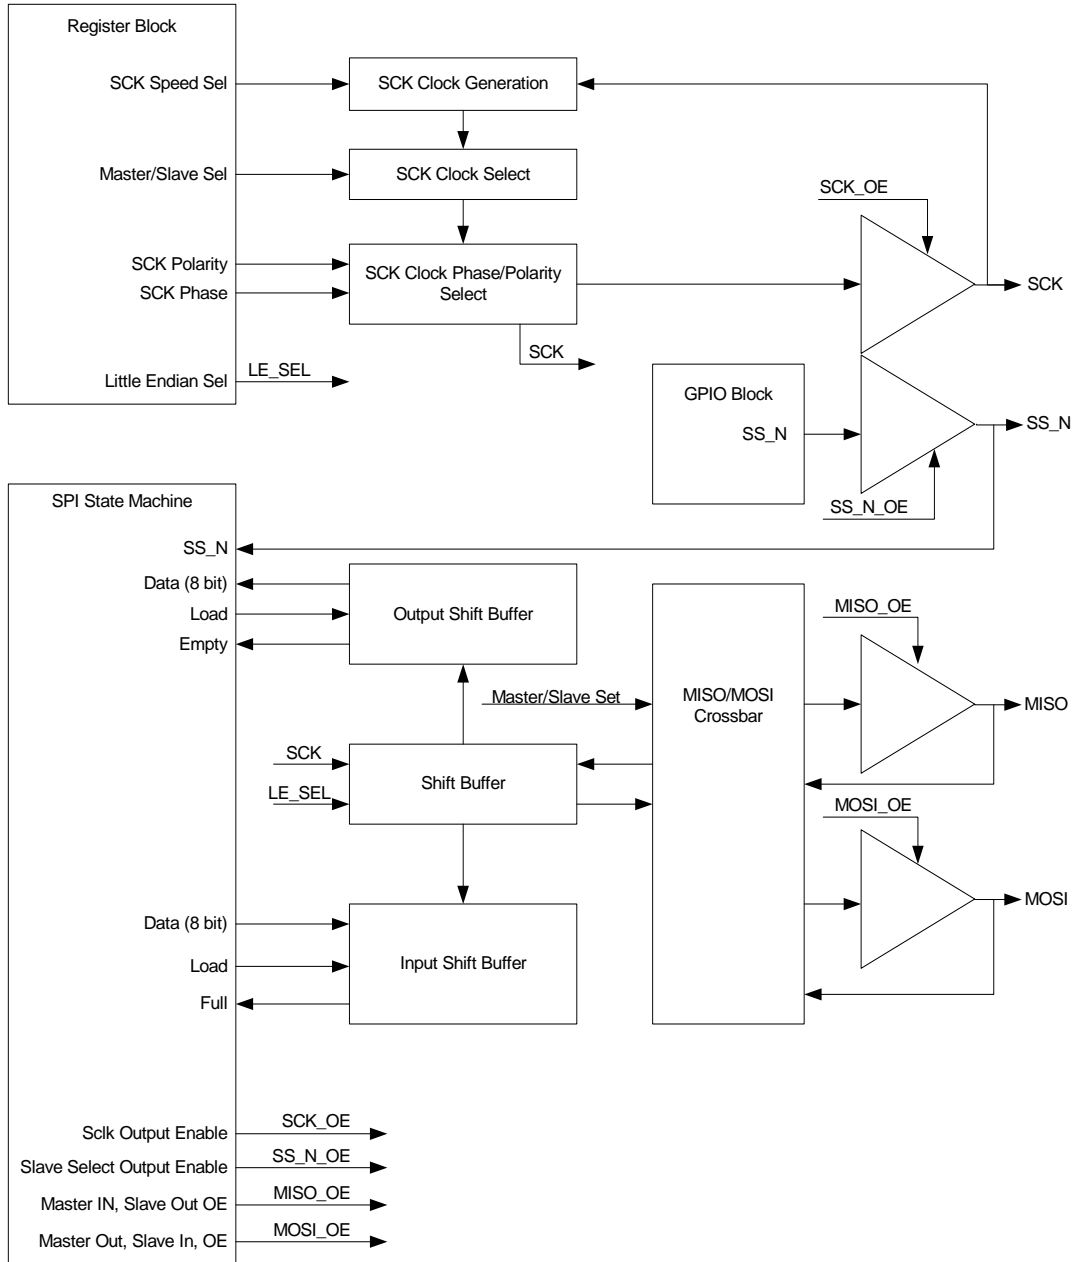 Register Block
SCK Speed Sel
SCK Clock Generation
Master/Slave Sel
SCK Clock Select
SCK_OE
SCK Polarity
SCK Clock Phase/Polarity
Select
SCK Phase
SCK
SCK
Little Endian Sel
LE_SEL
GPIO Block
SS_N
SS_N
SS_N_OE
SPI State Machine
SS_N
Data (8 bit)
Load
Empty
Output Shift Buffer
MISO_OE
Master/Slave Set
MISO/MOSI
Crossbar
MISO
SCK
LE_SEL
Shift Buffer
MOSI_OE
MOSI
Data (8 bit)
Load
Full
Input Shift Buffer
Sclk Output Enable
SCK_OE
Slave Select Output Enable
SS_N_OE
Master IN, Slave Out OE
MISO_OE
Master Out, Slave In, OE
MOSI_OE